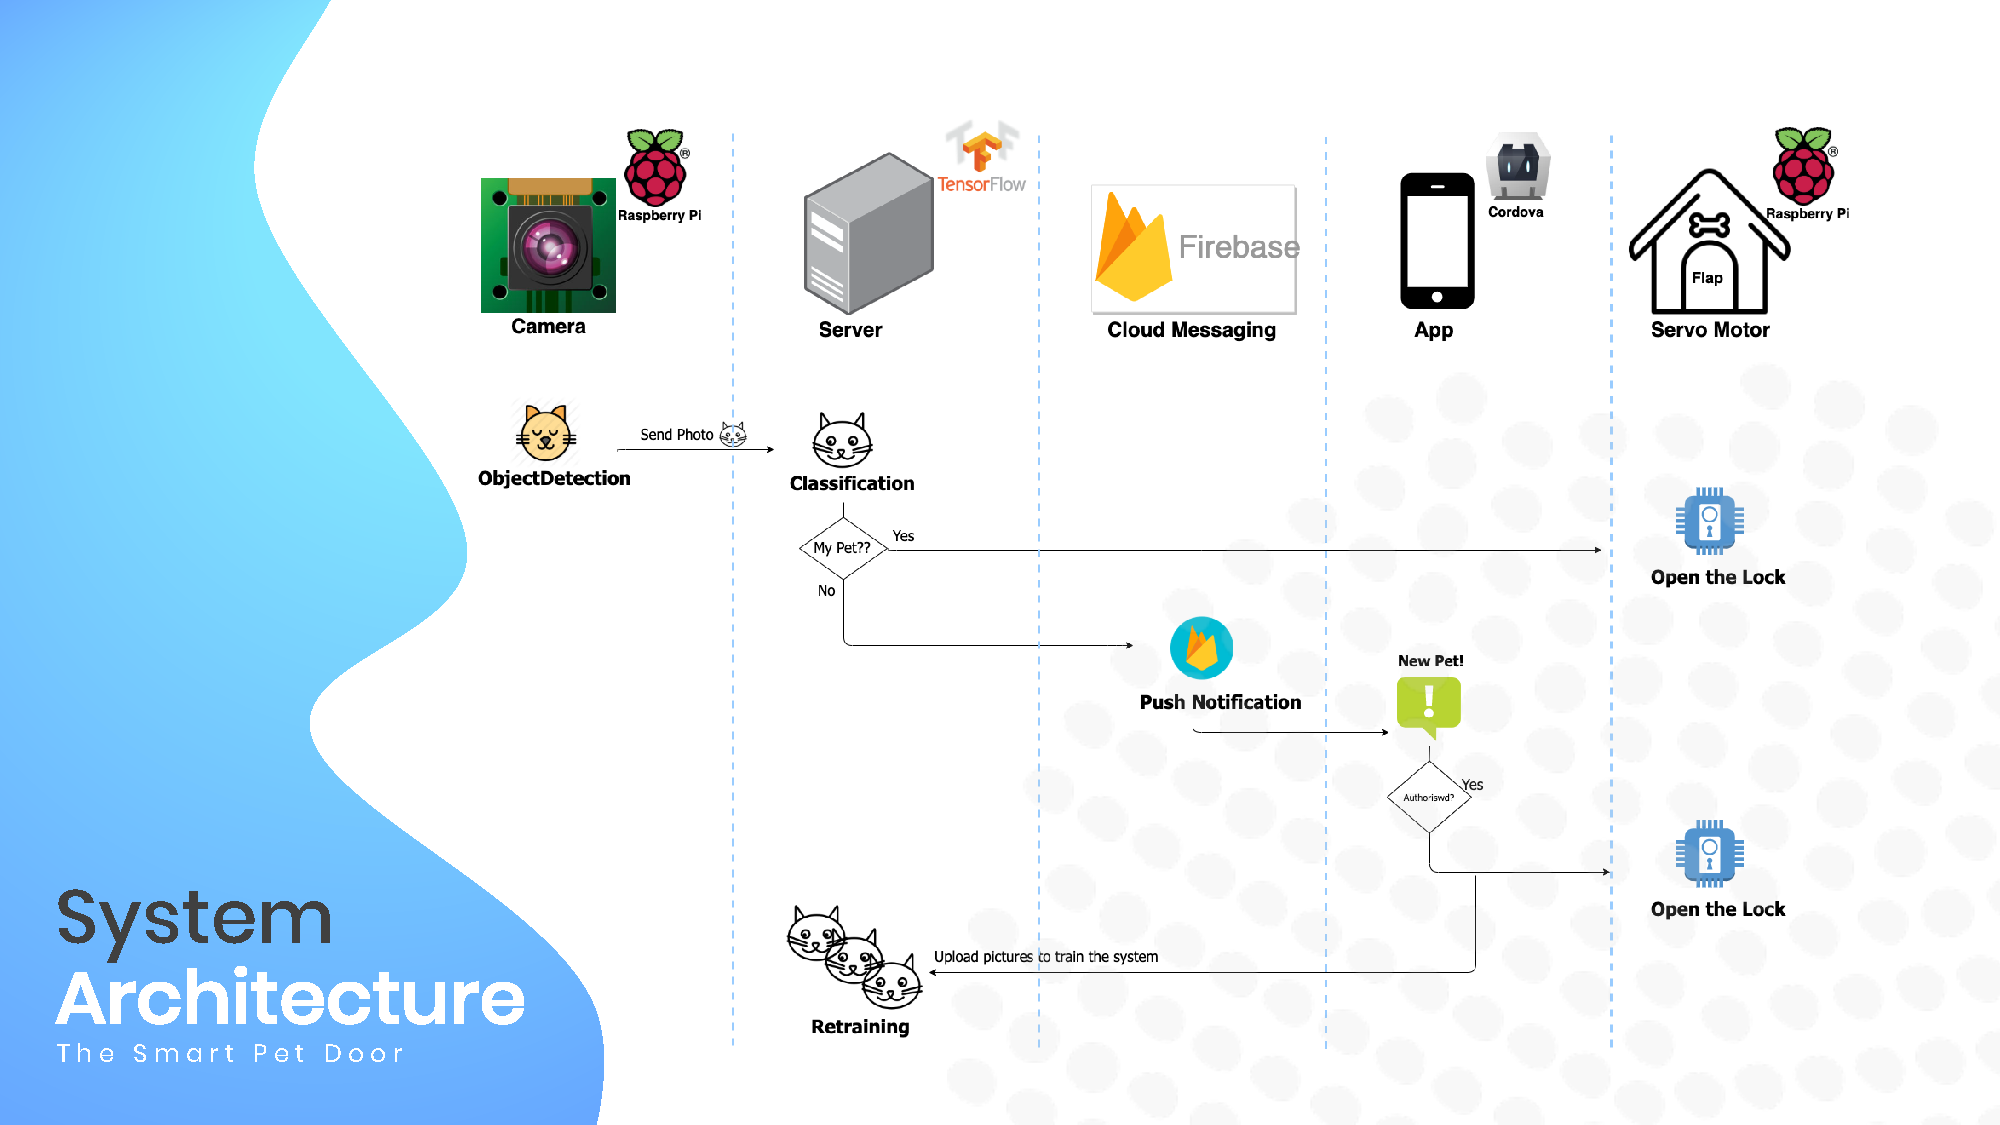 TensorFlow
Raspberry Pi
Cordova
Raspberry Pi
Firebase
Flap
Camera
Server
Cloud Messaging
App
Servo Motor
Send Photo
ObjectDetection
Classification
My Pet??
Yes
No
Open the Lock
Push Notification
New Pet!
!
Authoriswd?
Yes
Open the Lock
Upload pictures to train the system
Retraining
System
Architecture
The Smart Pet Door